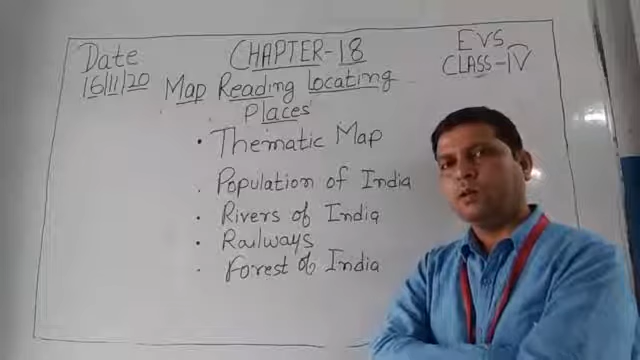 Date
16/11/20
CHAPTER-18
EVS
CLASS-IV
Map Reading locating
Places
• Thematic Map
• Population of India
• Rivers of India
• Railways
• Forest of India